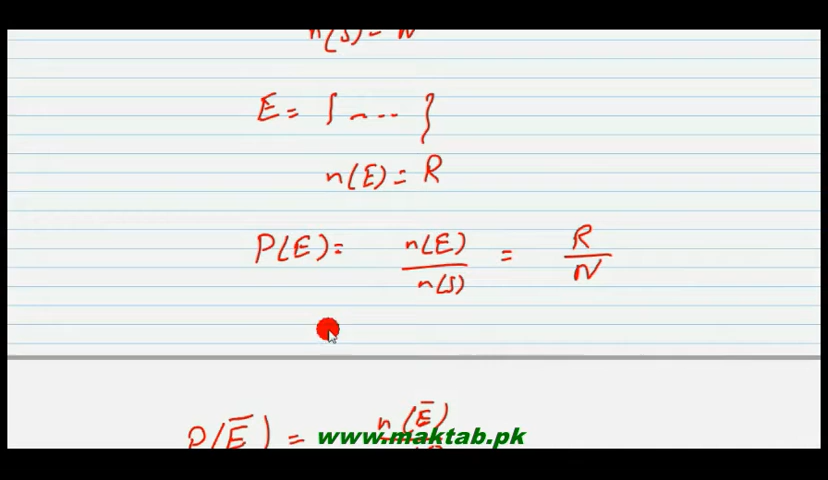 n(S) = N
E = { ---- }
n(E) = R
P(E) = n(E)/n(S) = R/N
P(Ē) = n(Ē)
www.maktab.pk